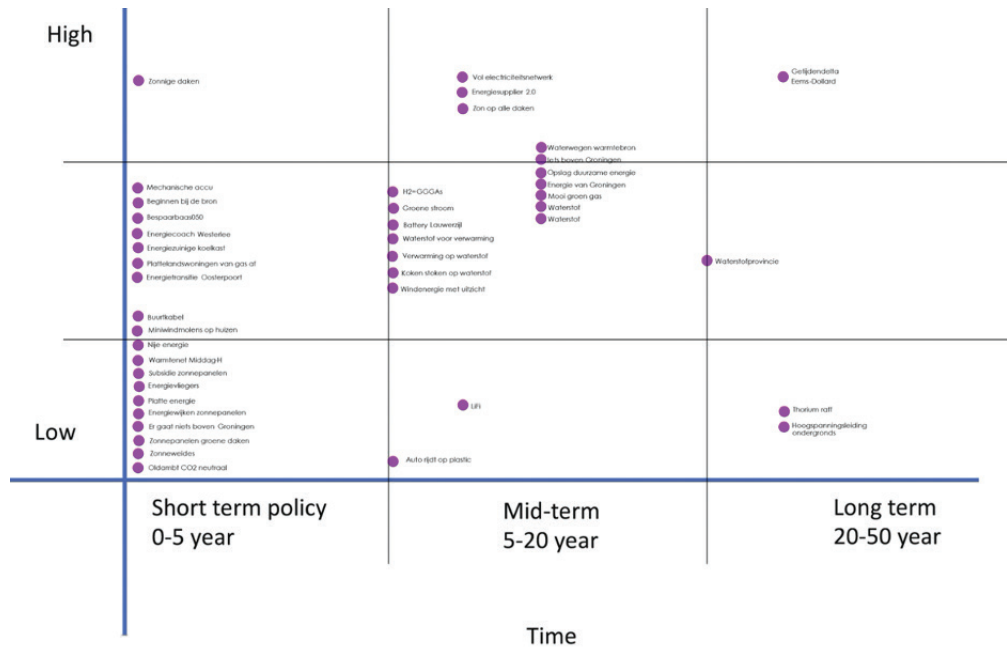 High
Zonnige daken
Vol electriciteitsnetwerk
Energiesupplier 2.0
Zon op alle daken
Getijdendelta
Eems-Dollard
Waterwegen warmtebron
Iets boven Groningen
Opslag duurzame energie
Energie van Groningen
Mooi groen gas
Waterstof
Waterstof
Mechanische accu
Beginnen bij de bron
Bespaarbaas050
Energiecoach Westerlee
Energiezuinige koelkast
Plattelandswoningen van gas af
Energietransitie Oosterpoort
H2=GGGAs
Groene stroom
Battery Lauwerzijl
Waterstof voor verwarming
Verwarming op waterstof
Koken stoken op waterstof
Windenergie met uitzicht
Waterstofprovincie
Buurtkabel
Miniwindmolens op huizen
Nije energie
Warmtenet Middag-H
Subsidie zonnepanelen
Energievliegers
Platte energie
Energiewijken zonnepanelen
Er gaat niets boven Groningen
Zonnepanelen groene daken
Zonneweides
Oldambt CO2 neutraal
LiFi
Auto rijdt op plastic
Thorium
Hoogspanningsleiding
ondergronds
Low
Short term policy
0-5 year
Mid-term
5-20 year
Long term
20-50 year
Time